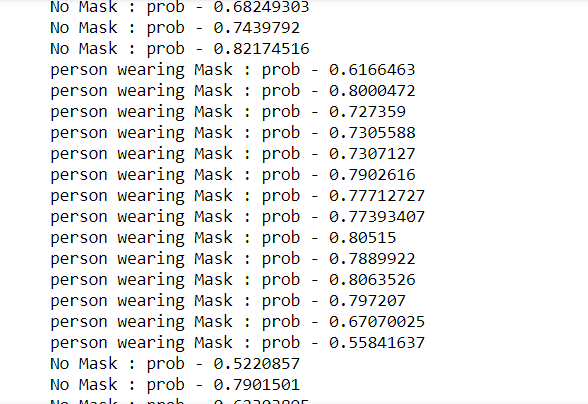 No Mask : prob - 0.68249303
No Mask : prob - 0.7439792
No Mask : prob - 0.82174516
person wearing Mask : prob - 0.6166463
person wearing Mask : prob - 0.8000472
person wearing Mask : prob - 0.727359
person wearing Mask : prob - 0.7305588
person wearing Mask : prob - 0.7307127
person wearing Mask : prob - 0.7902616
person wearing Mask : prob - 0.77712727
person wearing Mask : prob - 0.77393407
person wearing Mask : prob - 0.80515
person wearing Mask : prob - 0.7889922
person wearing Mask : prob - 0.8063526
person wearing Mask : prob - 0.797207
person wearing Mask : prob - 0.67070025
person wearing Mask : prob - 0.55841637
No Mask : prob - 0.5220857
No Mask : prob - 0.7901501
No Mask : prob -